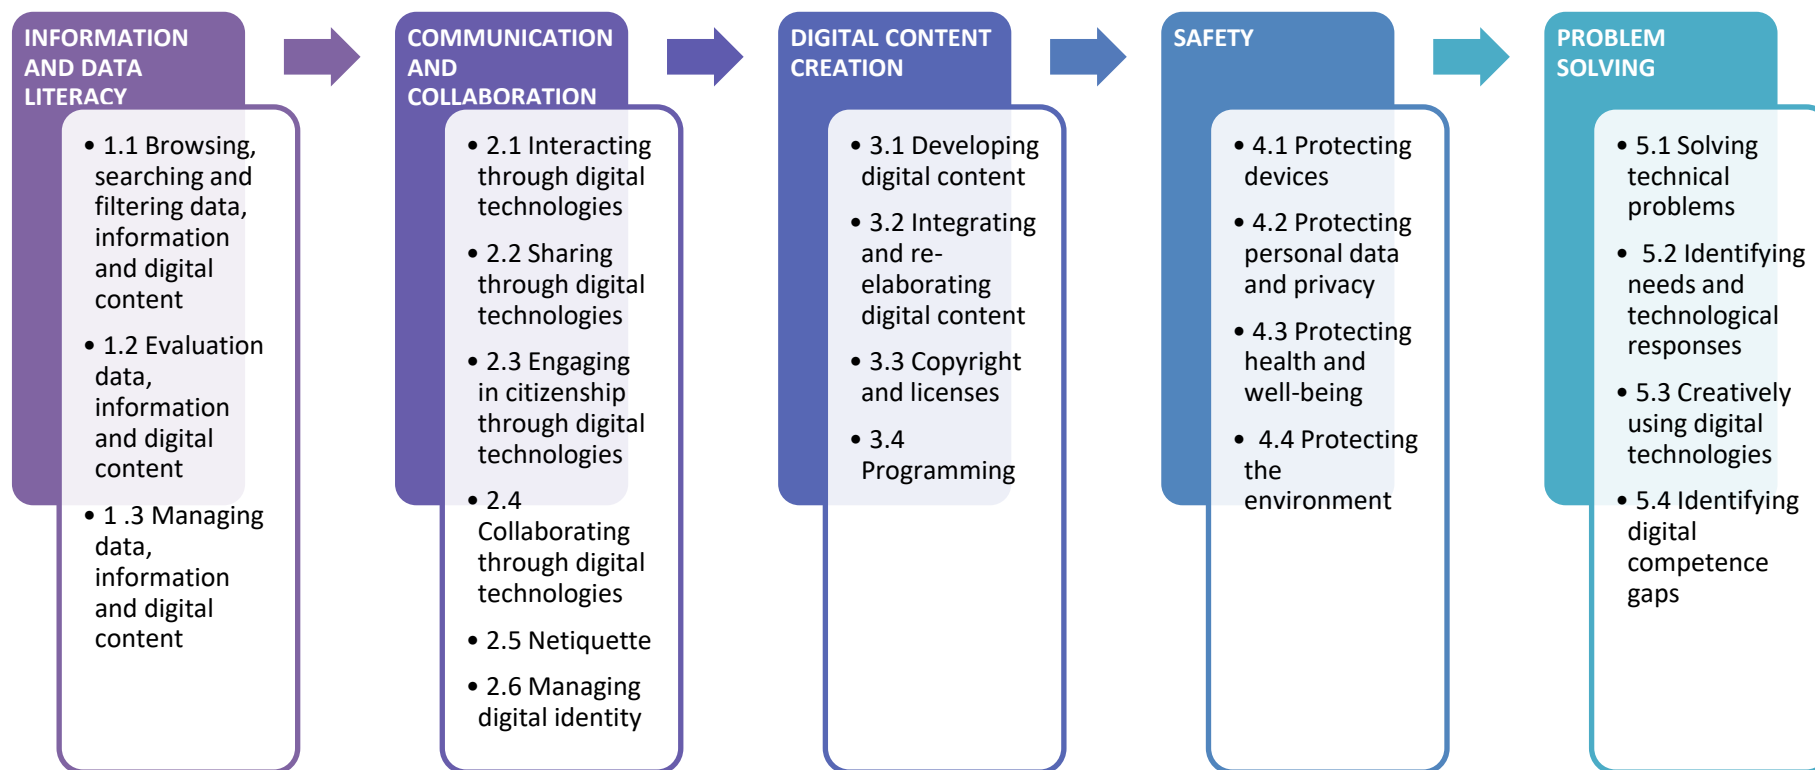 INFORMATION
AND DATA
LITERACY
• 1.1 Browsing,
searching and
filtering data,
information
and digital
content
• 1.2 Evaluation
data,
information
and digital
content
• 1 .3 Managing
data,
information
and digital
content
COMMUNICATION
AND
COLLABORATION
• 2.1 Interacting
through digital
technologies
• 2.2 Sharing
through digital
technologies
• 2.3 Engaging
in citizenship
through digital
technologies
• 2.4
Collaborating
through digital
technologies
• 2.5 Netiquette
• 2.6 Managing
digital identity
DIGITAL CONTENT
CREATION
• 3.1 Developing
digital content
• 3.2 Integrating
and re-
elaborating
digital content
• 3.3 Copyright
and licenses
• 3.4
Programming
SAFETY
• 4.1 Protecting
devices
• 4.2 Protecting
personal data
and privacy
• 4.3 Protecting
health and
well-being
• 4.4 Protecting
the
environment
PROBLEM
SOLVING
• 5.1 Solving
technical
problems
• 5.2 Identifying
needs and
technological
responses
• 5.3 Creatively
using digital
technologies
• 5.4 Identifying
digital
competence
gaps